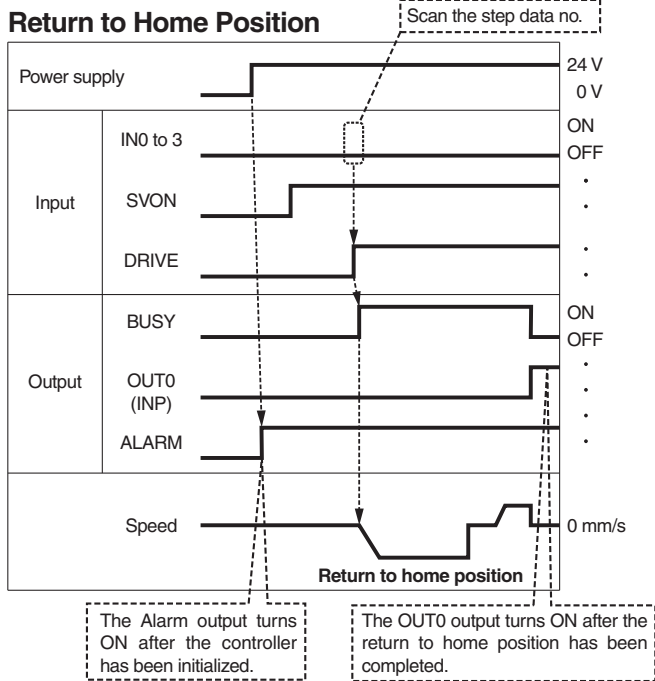 Return to Home Position
Scan the step data no.
Power supply
24 V
0 V
Input
IN0 to 3
ON
OFF
SVON
DRIVE
Output
BUSY
ON
OFF
OUT0
(INP)
ALARM
Speed
0 mm/s
Return to home position
The Alarm output turns
ON after the controller
has been initialized.
The OUT0 output turns ON after the
return to home position has been
completed.